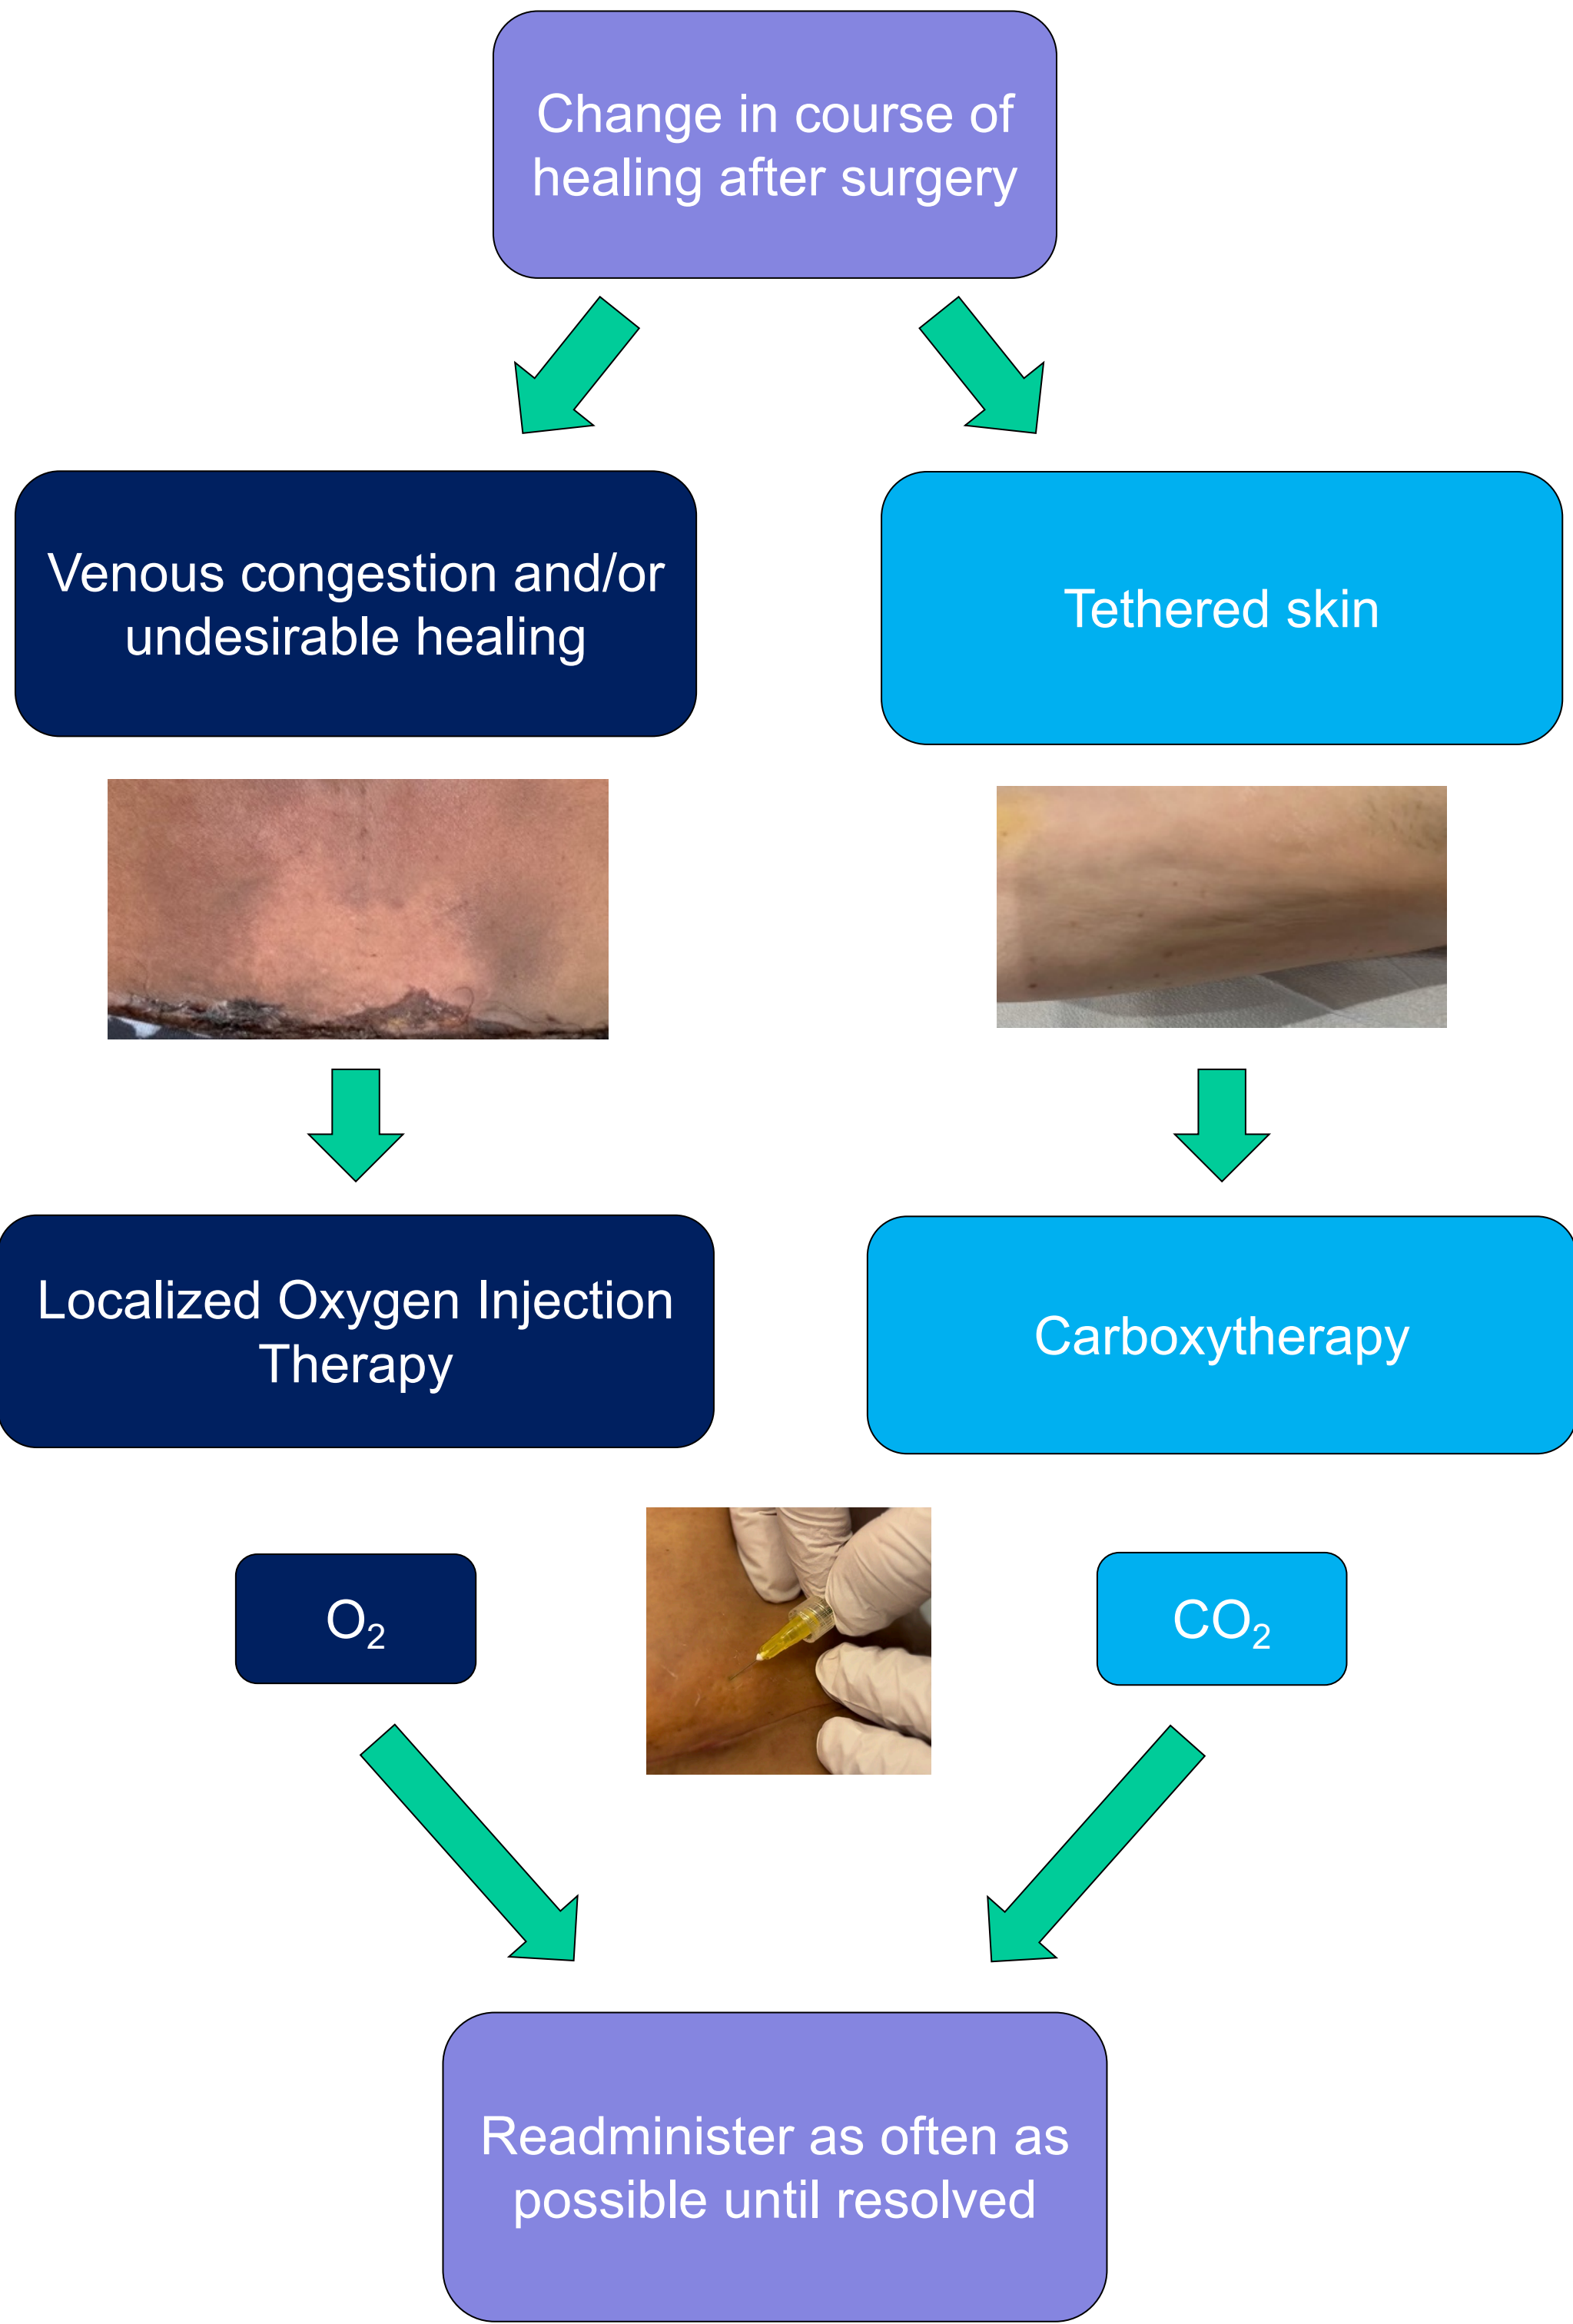 Change in course of
healing after surgery
Venous congestion and/or
undesirable healing
Tethered skin
Localized Oxygen Injection
Therapy
Carboxytherapy
O₂
CO₂
Readminister as often as
possible until resolved